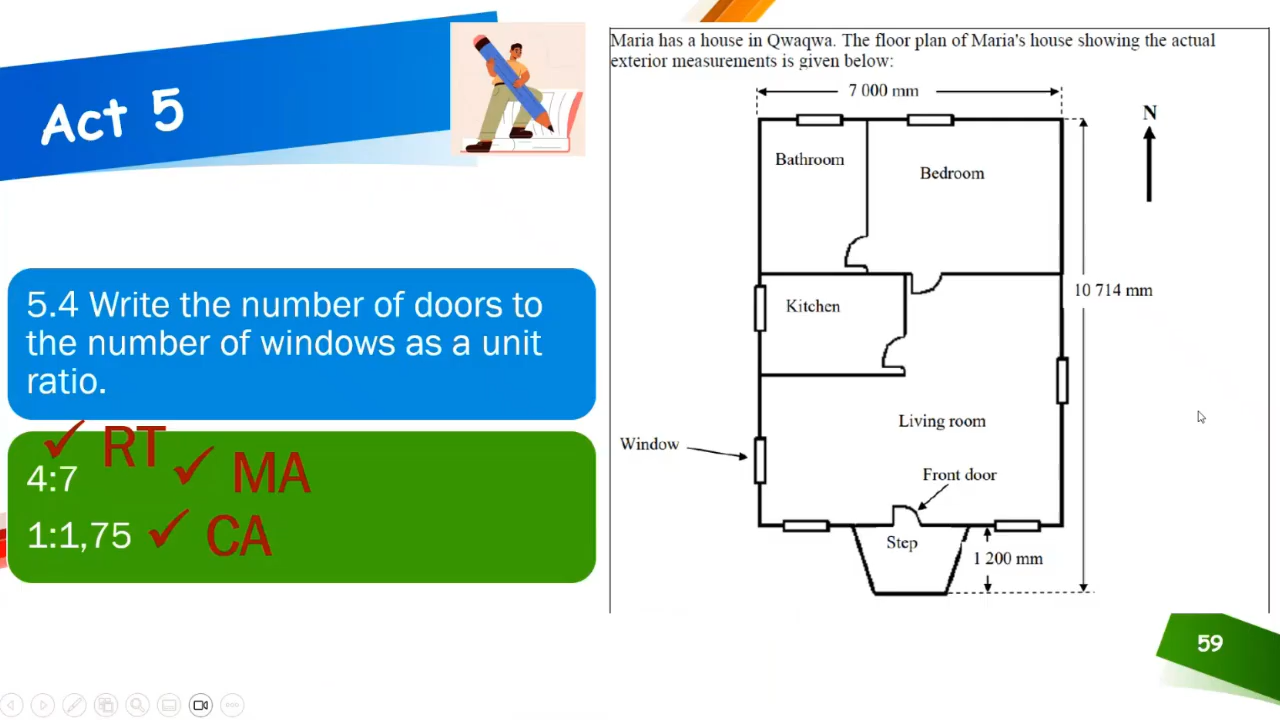 Act 5
5.4 Write the number of doors to
the number of windows as a unit
ratio.
✓ RT
4:7 ✓ MA
1:1,75 ✓ CA
Maria has a house in Qwaqwa. The floor plan of Maria's house showing the actual
exterior measurements is given below:
7 000 mm
N
Bathroom
Bedroom
10 714 mm
Kitchen
Living room
Window
Front door
Step
1 200 mm
59